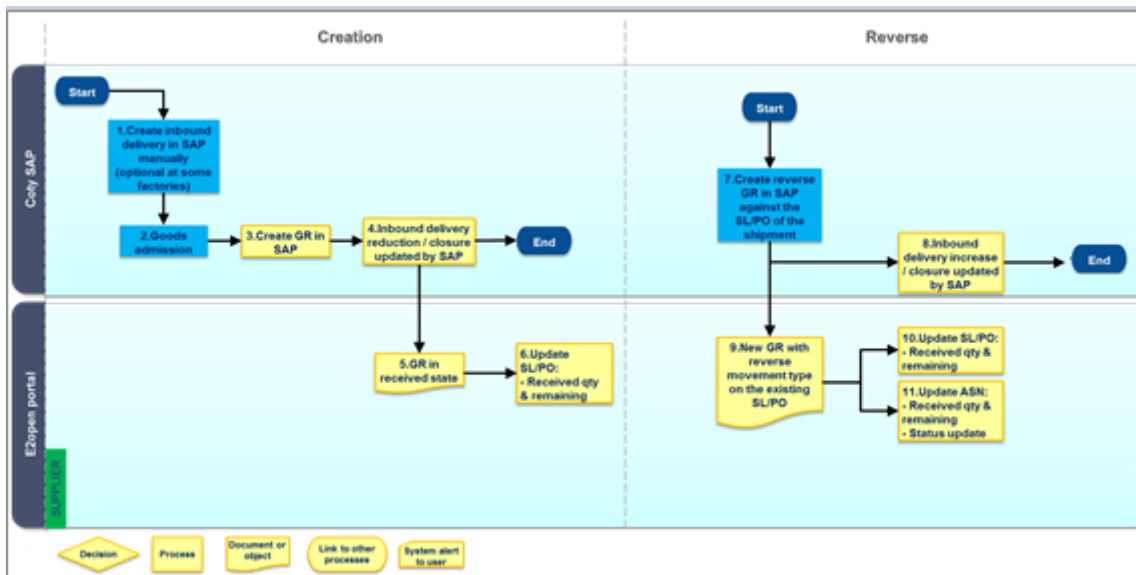 Creation
Reverse
Coty SAP
Start
1.Create inbound
delivery in SAP
manually
(optional at some
factories)
2.Goods
admission
3.Create GR in
SAP
4.Inbound delivery
reduction / closure
updated by SAP
End
Start
7.Create reverse
GR in SAP
against the
SL/PO of the
shipment
8.Inbound
delivery increase
/ closure updated
by SAP
End
E2open portal
SUPPLIER
5.GR in
received state
6.Update
SL/PO:
- Received qty
& remaining
9.New GR with
reverse
movement type
on the existing
SL/PO
10.Update SL/PO:
- Received qty &
remaining
11.Update ASN:
- Received qty &
remaining
- Status update
Decision
Process
Document or
object
Link to other
processes
System alert
to user